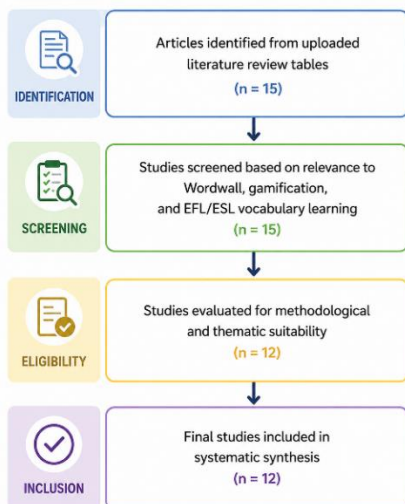 IDENTIFICATION
Articles identified from uploaded
literature review tables
(n = 15)
SCREENING
Studies screened based on relevance to
Wordwall, gamification,
and EFL/ESL vocabulary learning
(n = 15)
ELIGIBILITY
Studies evaluated for methodological
and thematic suitability
(n = 12)
INCLUSION
Final studies included in
systematic synthesis
(n = 12)